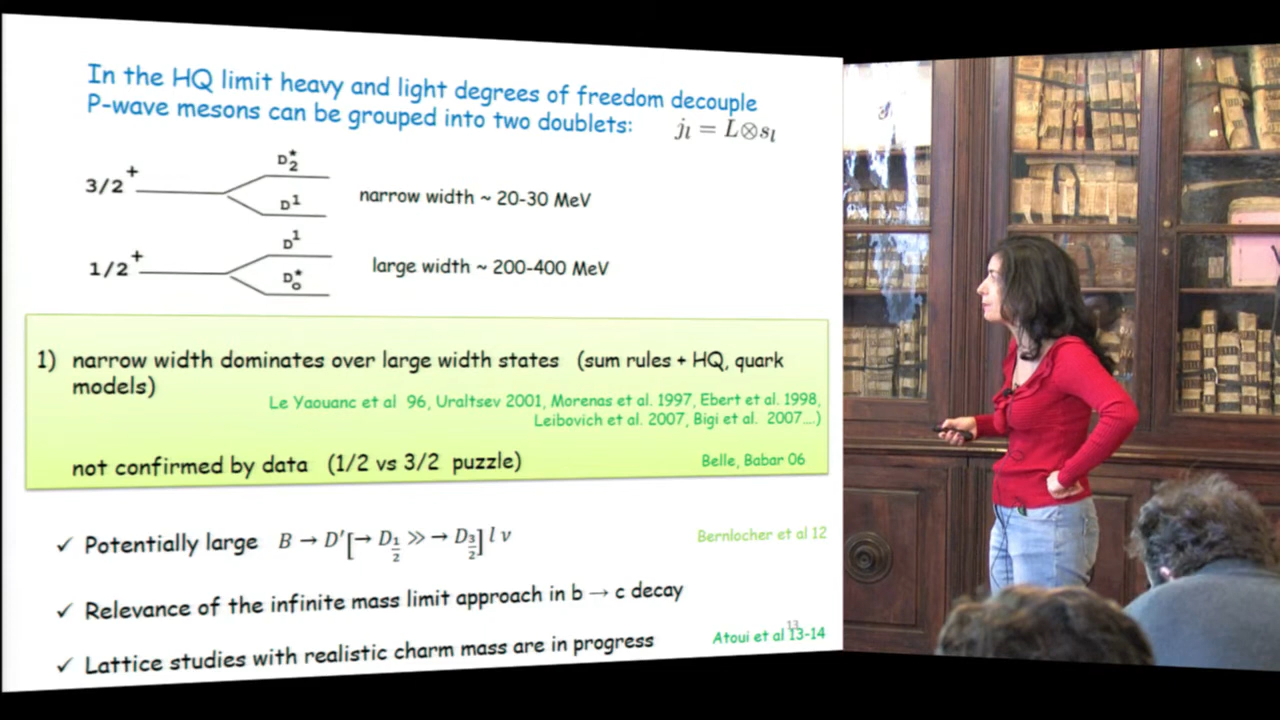 In the HQ limit heavy and light degrees of freedom decouple
P-wave mesons can be grouped into two doublets: jl = L⊗sl
3/2+
D2*
D1
narrow width ~ 20-30 MeV
1/2+
D1
D0*
large width ~ 200-400 MeV
1) narrow width dominates over large width states (sum rules + HQ, quark
models)
Le Yaouanc et al 96, Uraltsev 2001, Morenas et al. 1997, Ebert et al. 1998,
Leibovich et al. 2007, Bigi et al. 2007....)
not confirmed by data (1/2 vs 3/2 puzzle) Belle, Babar 06
✓ Potentially large B → D′[→ D1/2 ≫→ D3/2] l ν Bernlocher et al 12
✓ Relevance of the infinite mass limit approach in b → c decay
13
✓ Lattice studies with realistic charm mass are in progress Atoui et al 13-14